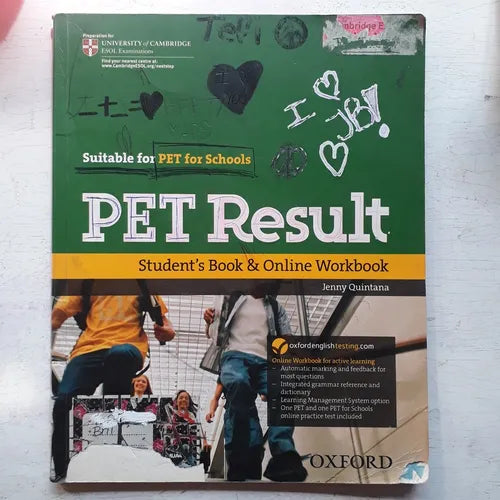 Preparation for
UNIVERSITY of CAMBRIDGE
ESOL Examinations
Find your nearest centre at:
www.CambridgeESOL.org/nextstep
mbridge E
I
JB!
Suitable for PET for Schools
PET Result
Student's Book & Online Workbook
Jenny Quintana
oxfordenglishtesting.com
Online Workbook for active learning
- Automatic marking and feedback for
most questions
- Integrated grammar reference and
dictionary
- Learning Management System option
- One PET and one PET for Schools
online practice test included
OXFORD